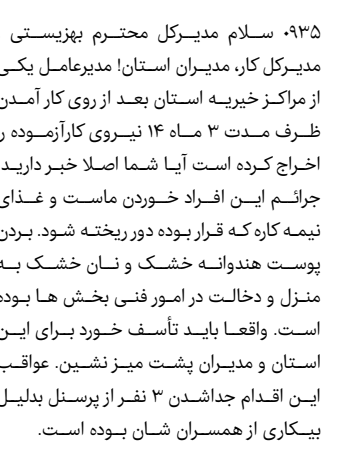 ۰۹۳۵ سلام مدیرکل محترم بهزیستی
مدیرکل کار، مدیران استان! مدیرعامل یکی
از مراکز خیریه استان بعد از روی کار آمدن
ظرف مدت ۳ ماه ۱۴ نیروی کارآزموده ر
اخراج کرده است آیا شما اصلا خبر دارید
جرائم این افراد خوردن ماست و غذای
نیمه کاره که قرار بوده دور ریخته شود. بردن
پوست هندوانه خشک و نان خشک به
منزل و دخالت در امور فنی بخش ها بوده
است. واقعا باید تأسف خورد برای این
استان و مدیران پشت میز نشین. عواقب
این اقدام جداشدن ۳ نفر از پرسنل بدلیل
بیکاری از همسران شان بوده است.